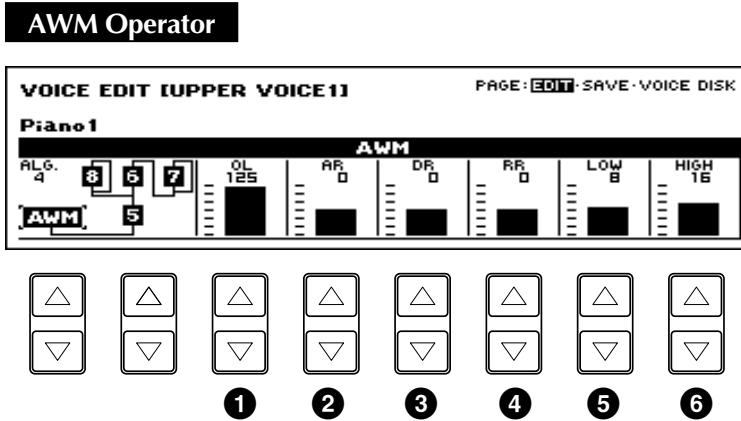 AWM Operator
VOICE EDIT [UPPER VOICE1]
PAGE: EDIT·SAVE·VOICE DISK
Piano1
AWM
ALG. 4
8 6 7
AWM 5
OL 125
AR 0
DR 0
RR 0
LOW 8
HIGH 16
1 2 3 4 5 6